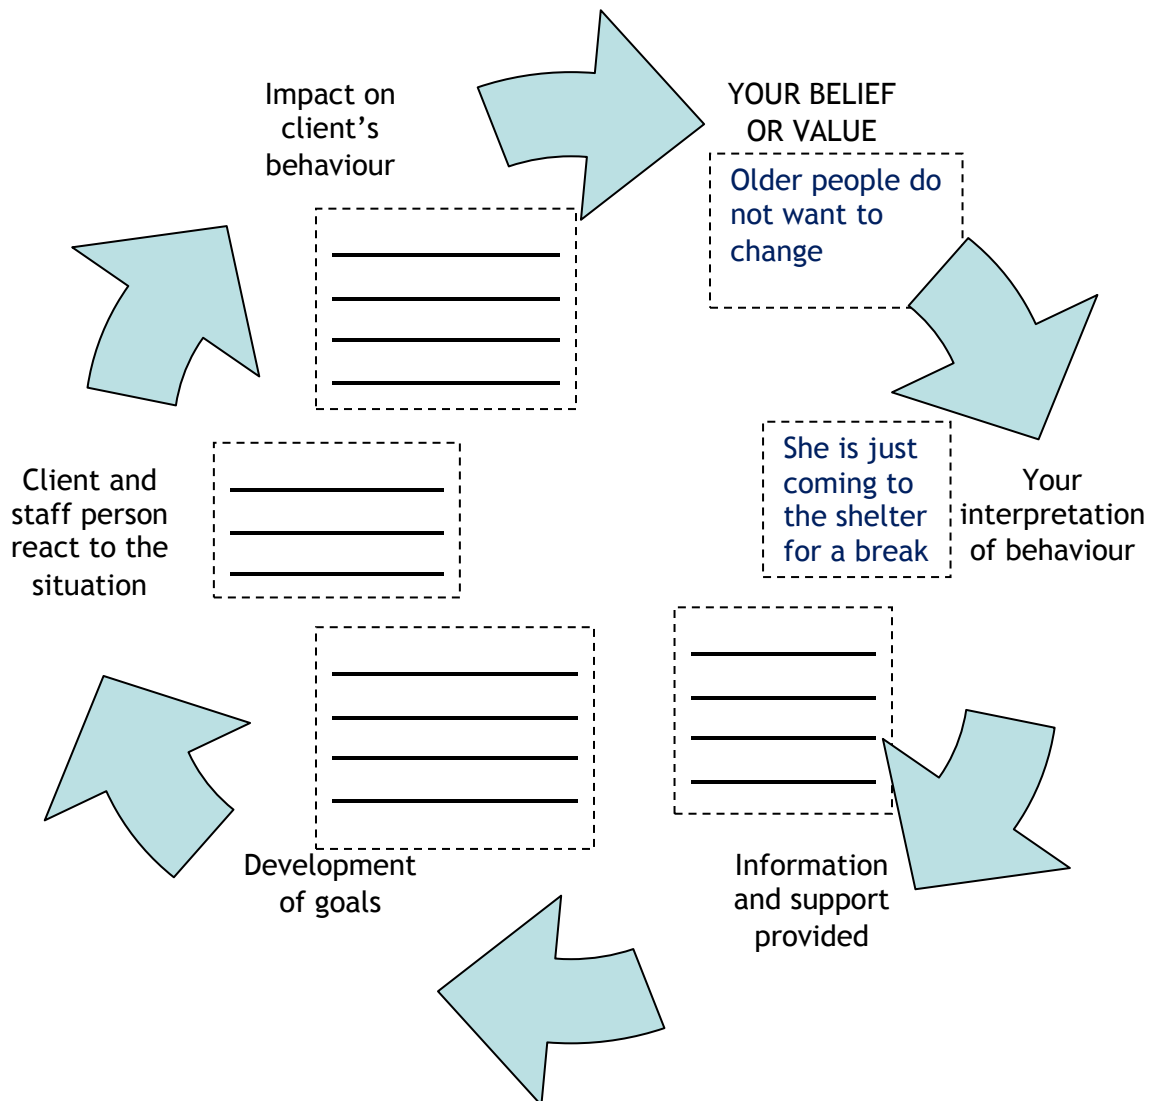 Impact on
client's
behaviour
YOUR BELIEF
OR VALUE
Older people do
not want to
change
She is just
coming to
the shelter
for a break
Your
interpretation
of behaviour
Information
and support
provided
Development
of goals
Client and
staff person
react to the
situation